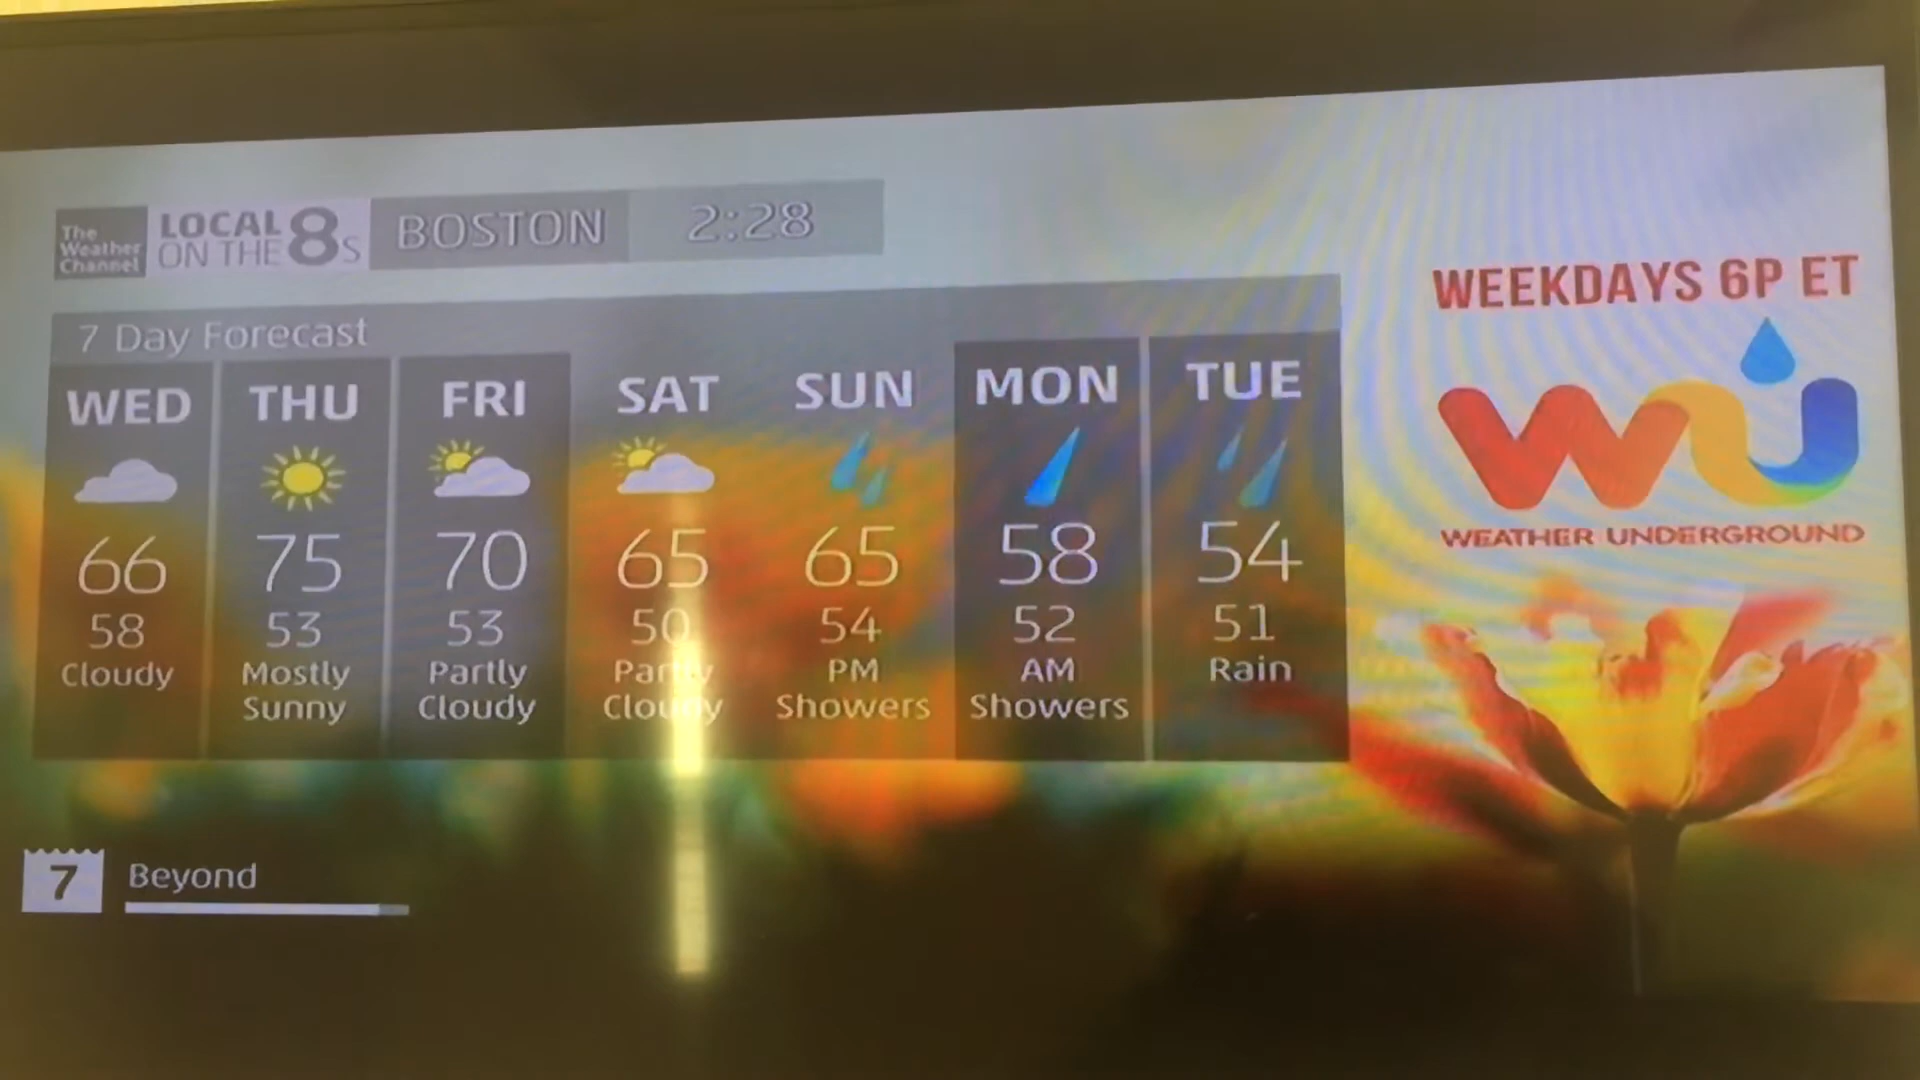 The
Weather
Channel
LOCAL
ON THE 8s
BOSTON
2:28
WEEKDAYS 6P ET
7 Day Forecast
WED THU FRI SAT SUN MON TUE
66 75 70 65 65 58 54
58 53 53 50 54 52 51
Cloudy Mostly Partly Partly PM AM Rain
Sunny Cloudy Cloudy Showers Showers
wu
WEATHER UNDERGROUND
7 Beyond